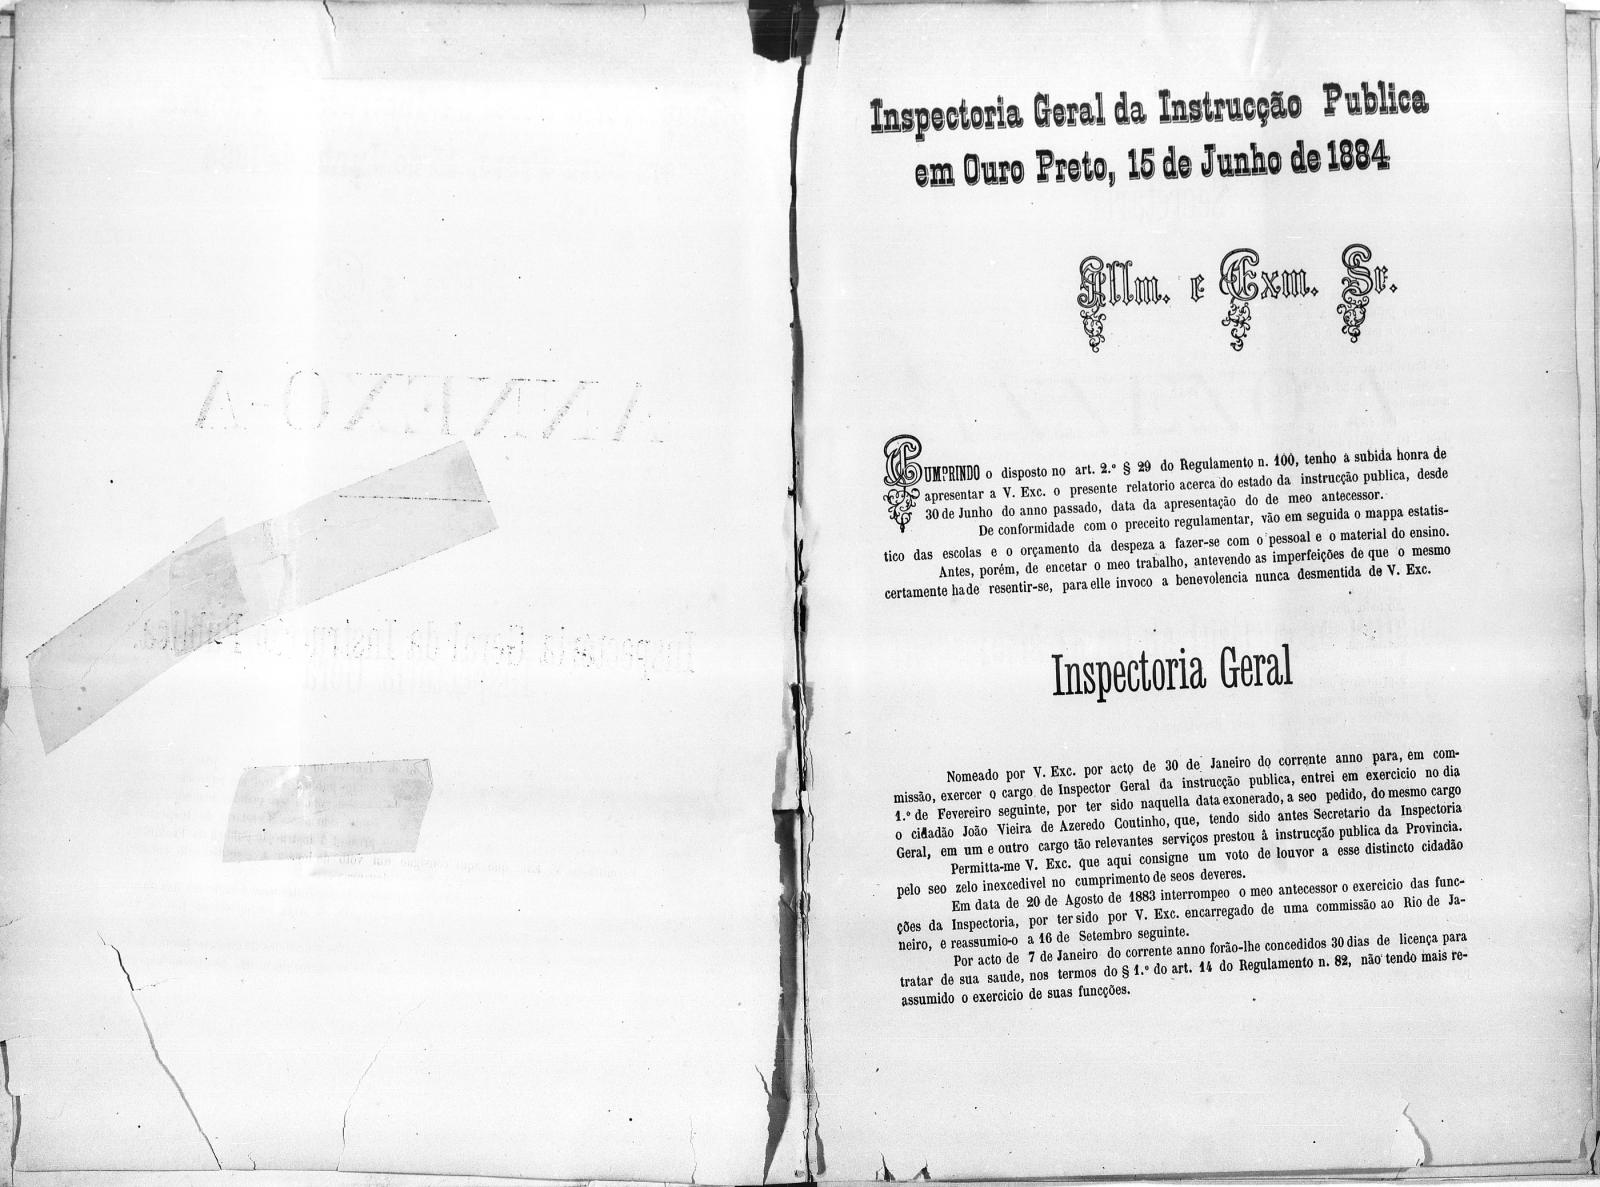 Inspectoria Geral da Instrucção Publica
em Ouro Preto, 15 de Junho de 1884
Illm. e Exm. Sr.
CUMPRINDO o disposto no art. 2.º § 29 do Regulamento n. 100, tenho a subida honra de
apresentar a V. Exc. o presente relatorio acerca do estado da instrucção publica, desde
30 de Junho do anno passado, data da apresentação do de meo antecessor.
De conformidade com o preceito regulamentar, vão em seguida o mappa estatis-
tico das escolas e o orçamento da despeza a fazer-se com o pessoal e o material do ensino.
Antes, porém, de encetar o meo trabalho, antevendo as imperfeições de que o mesmo
certamente ha de resentir-se, para elle invoco a benevolencia nunca desmentida de V. Exc.
Inspectoria Geral
Nomeado por V. Exc. por acto de 30 de Janeiro do corrente anno para, em com-
missão, exercer o cargo de Inspector Geral da instrucção publica, entrei em exercicio no dia
1.º de Fevereiro seguinte, por ter sido naquella data exonerado, a seo pedido, do mesmo cargo
o cidadão João Vieira de Azeredo Coutinho, que, tendo sido antes Secretario da Inspectoria
Geral, em um e outro cargo tão relevantes serviços prestou á instrucção publica da Provincia.
Permitta-me V. Exc. que aqui consigne um voto de louvor a esse distincto cidadão
pelo seo zelo inexcedivel no cumprimento de seos deveres.
Em data de 20 de Agosto de 1883 interrompeo o meo antecessor o exercicio das func-
ções da Inspectoria, por ter sido por V. Exc. encarregado de uma commissão ao Rio de Ja-
neiro, e reassumio-o a 16 de Setembro seguinte.
Por acto de 7 de Janeiro do corrente anno forão-lhe concedidos 30 dias de licença para
tratar de sua saude, nos termos do § 1.º do art. 14 do Regulamento n. 82, não tendo mais re-
assumido o exercicio de suas funcções.